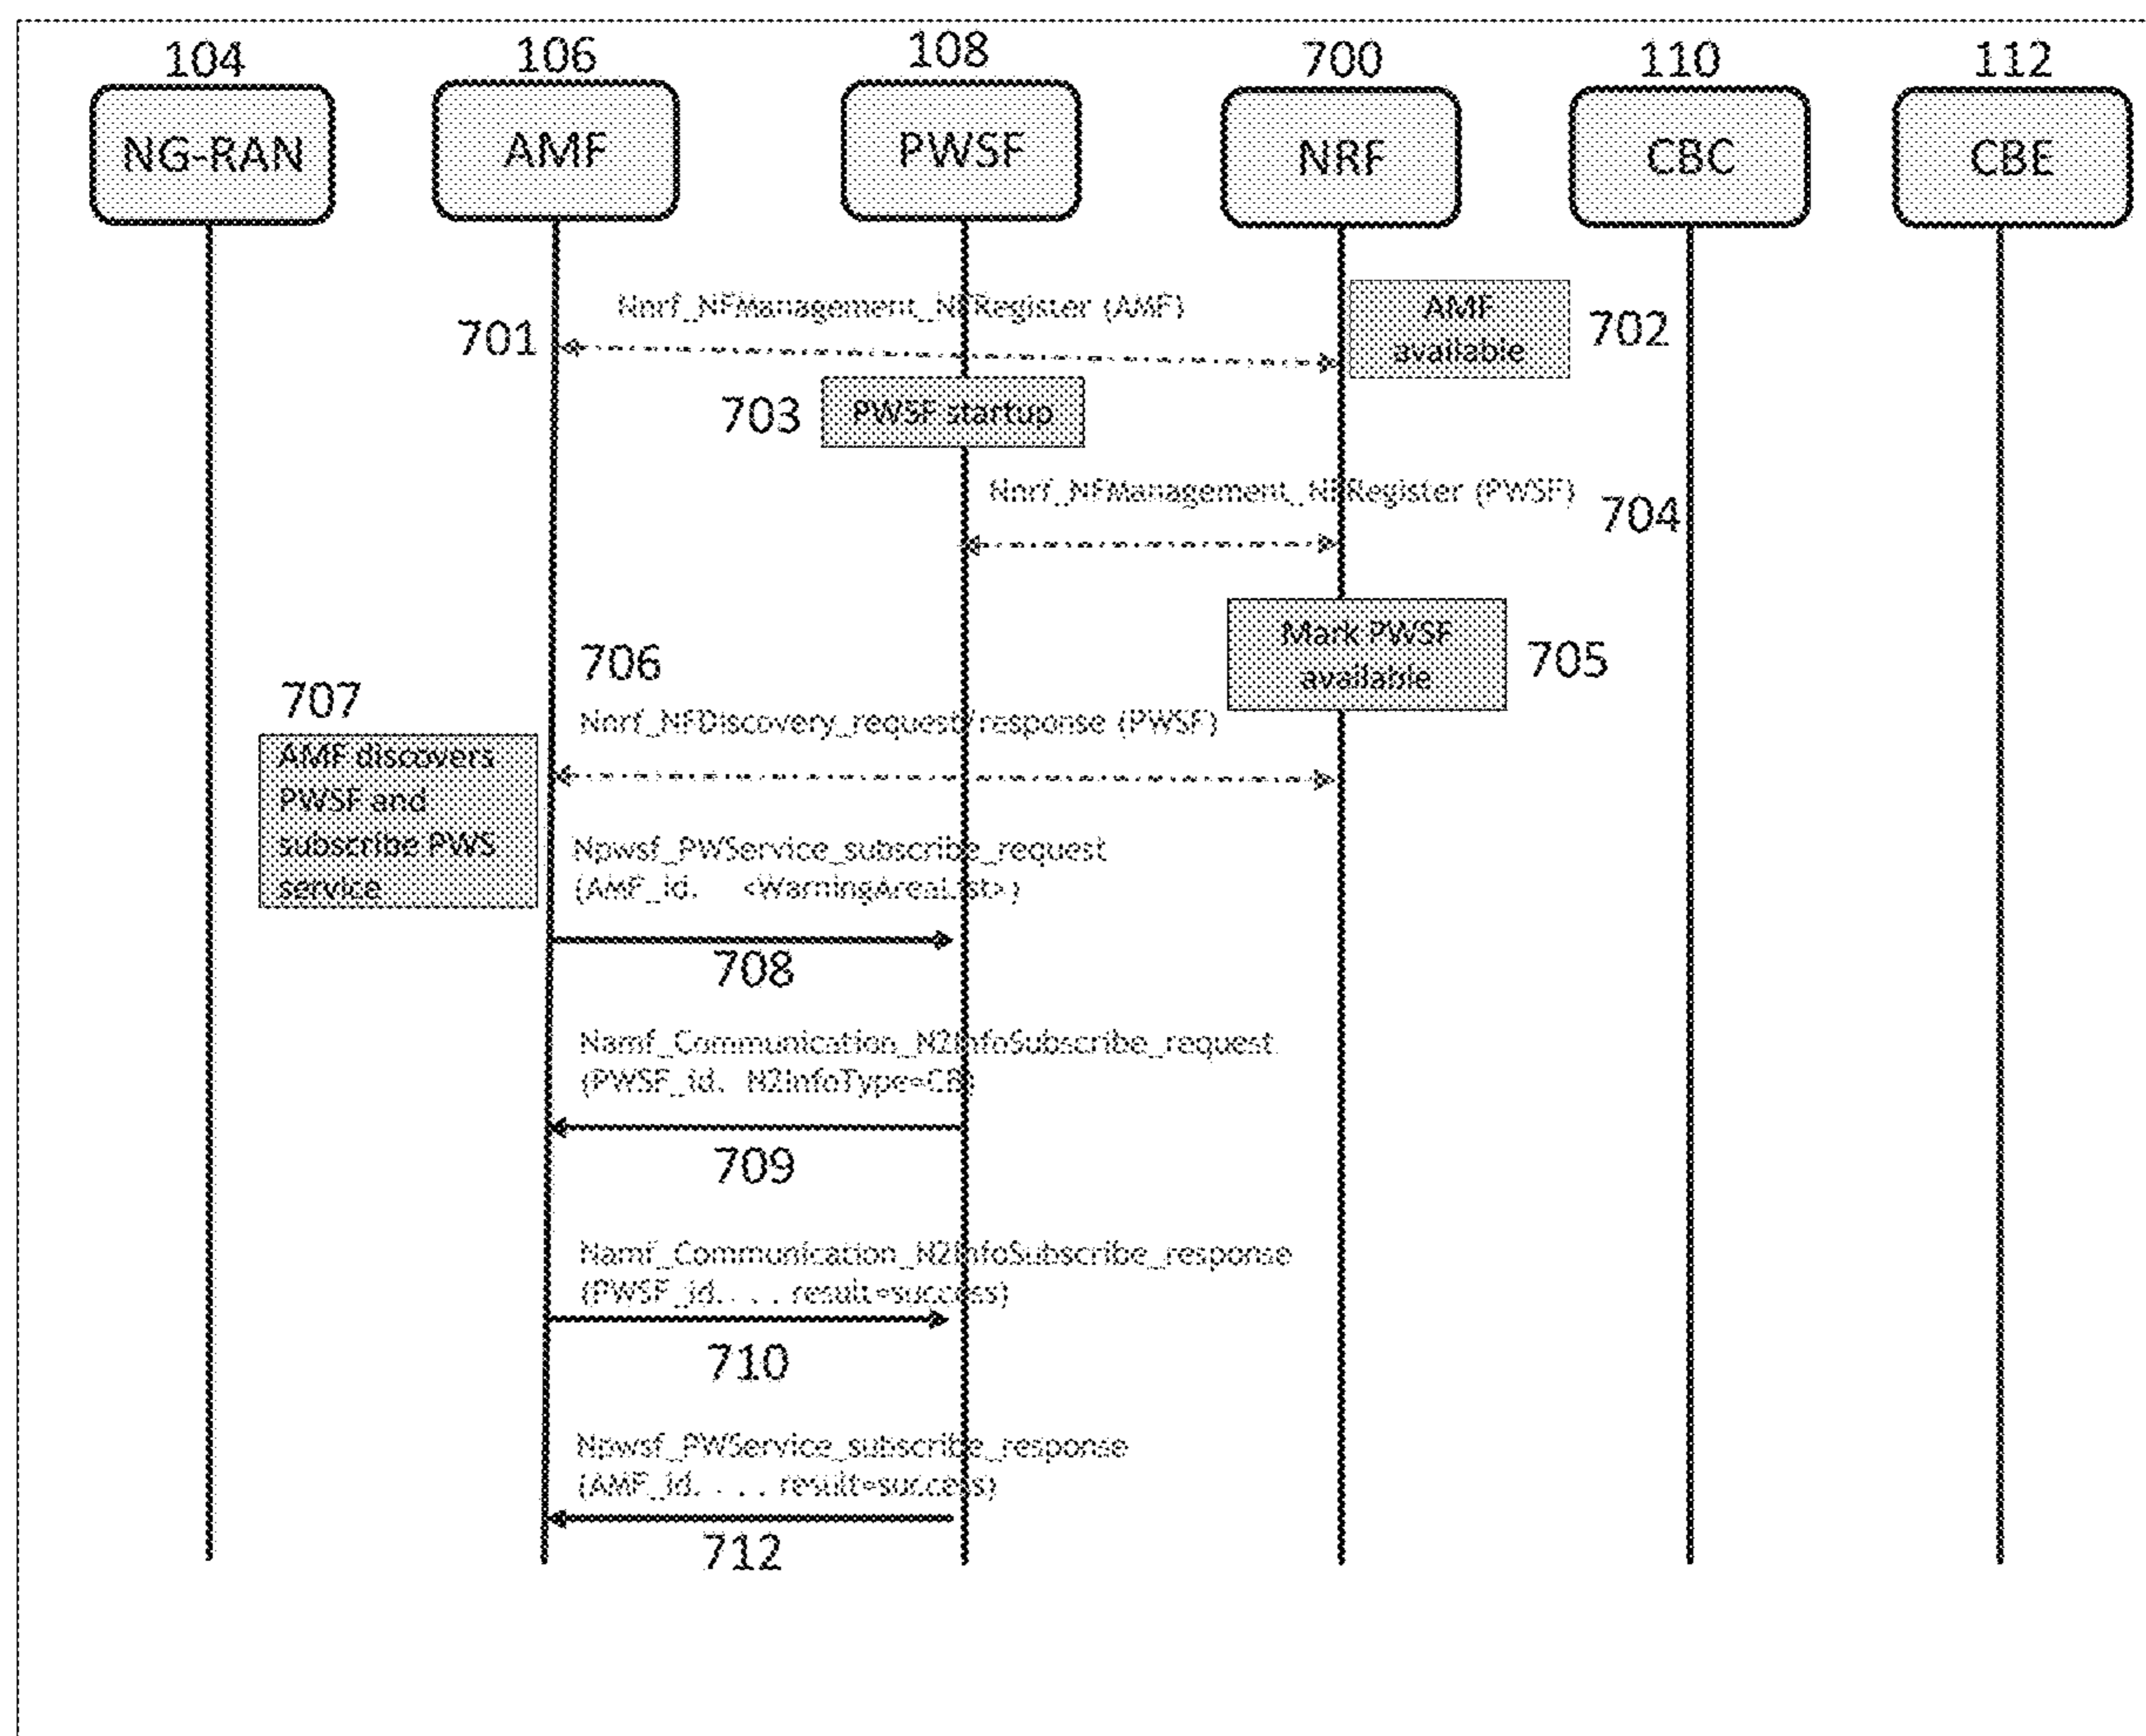 104 106 108 700 110 112
NG-RAN AMF PWSF NRF CBC CBE
Nnrf_NFManagement_NFRegister (AMF)
701
AMF
available
702
703
PWSF startup
Nnrf_NFManagement_NFRegister (PWSF)
704
Mark PWSF
available
705
706
Nnrf_NFDiscovery_request/response (PWSF)
707
AMF discovers
PWSF and
subscribe PWS
service
Npwsf_PWService_subscribe_request
(AMF_id, <WarningAreaList>)
708
Namf_Communication_N2InfoSubscribe_request
(PWSF_id, N2InfoType=CB)
709
Namf_Communication_N2InfoSubscribe_response
(PWSF_id, . . . result=success)
710
Npwsf_PWService_subscribe_response
(AMF_id, . . . result=success)
712